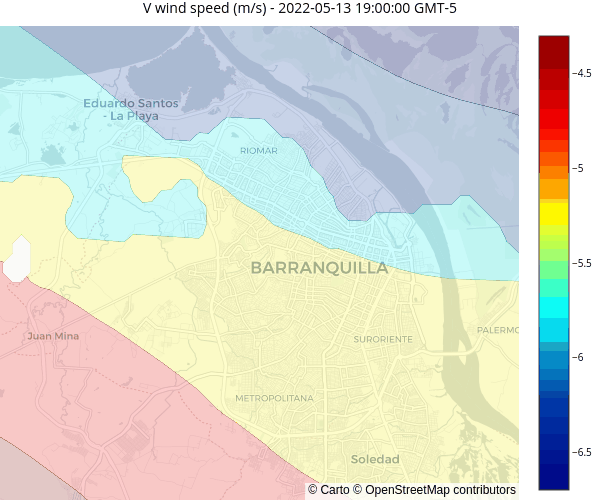 V wind speed (m/s) - 2022-05-13 19:00:00 GMT-5
−4.5
Eduardo Santos
- La Playa
RIOMAR
−5
−5.5
BARRANQUILLA
Juan Mina
SURORIENTE
PALERMO
−6
METROPOLITANA
Soledad
−6.5
© Carto © OpenStreetMap contributors